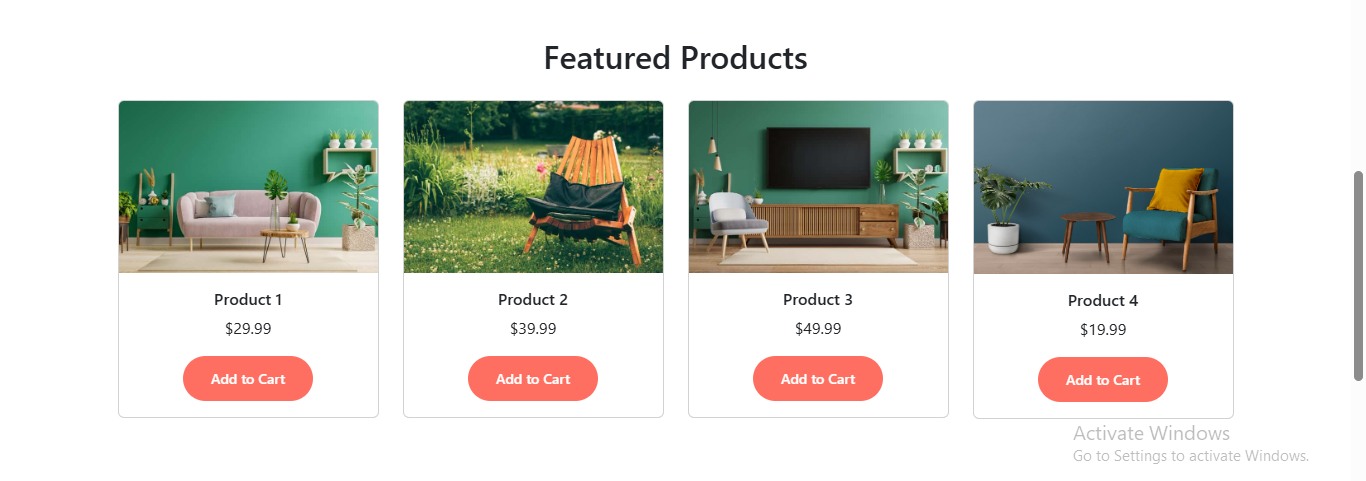 Featured Products
Product 1
$29.99
Add to Cart
Product 2
$39.99
Add to Cart
Product 3
$49.99
Add to Cart
Product 4
$19.99
Add to Cart
Activate Windows
Go to Settings to activate Windows.